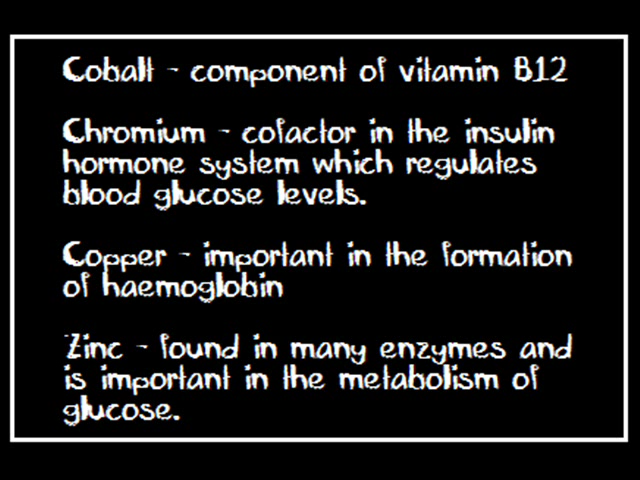 Cobalt - component of vitamin B12
Chromium - cofactor in the insulin
hormone system which regulates
blood glucose levels.
Copper - important in the formation
of haemoglobin
Zinc - found in many enzymes and
is important in the metabolism of
glucose.